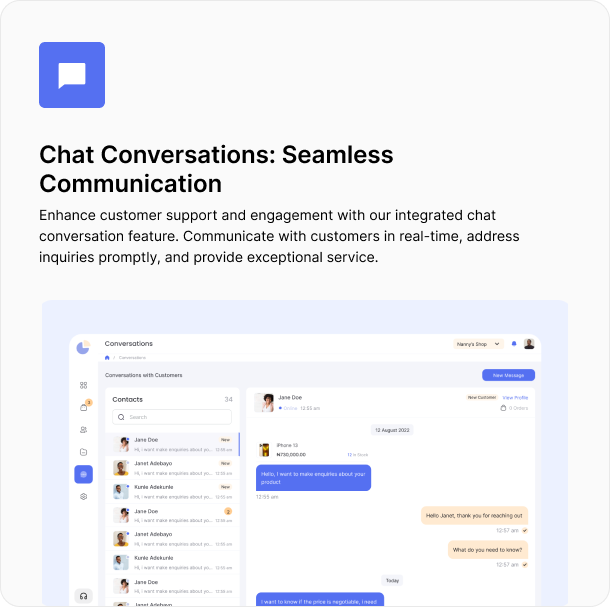 Chat Conversations: Seamless
Communication
Enhance customer support and engagement with our integrated chat
conversation feature. Communicate with customers in real-time, address
inquiries promptly, and provide exceptional service.
Conversations
Nanny's Shop
Conversations
Conversations with Customers
New Message
Contacts
34
Search
Jane Doe
New
Hi, I want make enquiries about yo...
12:55 am
Janet Adebayo
New
Hi, I want make enquiries about yo...
12:55 am
Kunle Adekunle
New
Hi, I want make enquiries about yo...
12:55 am
Jane Doe
2
Hi, I want make enquiries about yo...
12:55 am
Janet Adebayo
Hi, I want make enquiries about yo...
12:55 am
Kunle Adekunle
Hi, I want make enquiries about yo...
12:55 am
Jane Doe
Hi, I want make enquiries about yo...
12:55 am
Janet Adebayo
Jane Doe
New Customer
View Profile
Online
12:55 am
0 Orders
12 August 2022
iPhone 13
₦730,000.00
12 In Stock
Hello, I want to make enquiries about your
product
12:55 am
Hello Janet, thank you for reaching out
12:57 am
What do you need to know?
12:57 am
Today
I want to know if the price is negotiable, i need